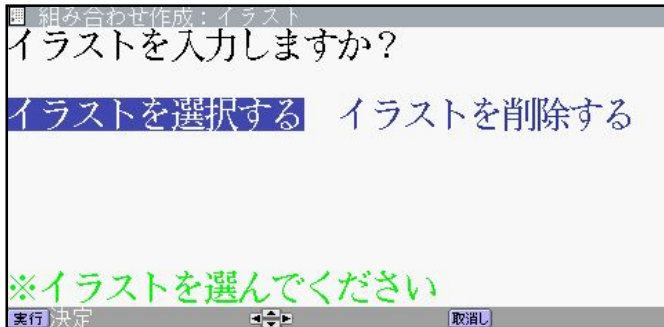 組み合わせ作成：イラスト
イラストを入力しますか？
イラストを選択する　イラストを削除する
※イラストを選んでください
実行 決定　取消し